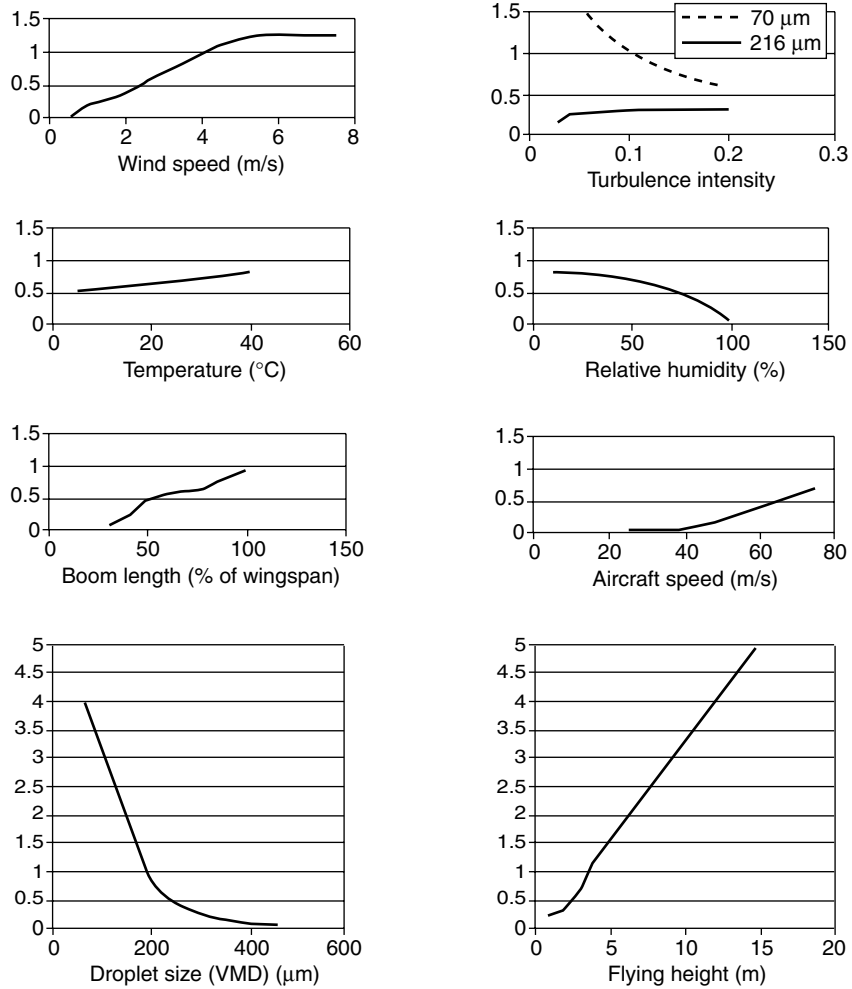 1.5
1
0.5
0
0 2 4 6 8
Wind speed (m/s)
70 μm
216 μm
1.5
1
0.5
0
0 0.1 0.2 0.3
Turbulence intensity
1.5
1
0.5
0
0 20 40 60
Temperature (°C)
1.5
1
0.5
0
0 50 100 150
Relative humidity (%)
1.5
1
0.5
0
0 50 100 150
Boom length (% of wingspan)
1.5
1
0.5
0
0 20 40 60 80
Aircraft speed (m/s)
5
4.5
4
3.5
3
2.5
2
1.5
1
0.5
0
0 200 400 600
Droplet size (VMD) (μm)
5
4.5
4
3.5
3
2.5
2
1.5
1
0.5
0
0 5 10 15 20
Flying height (m)